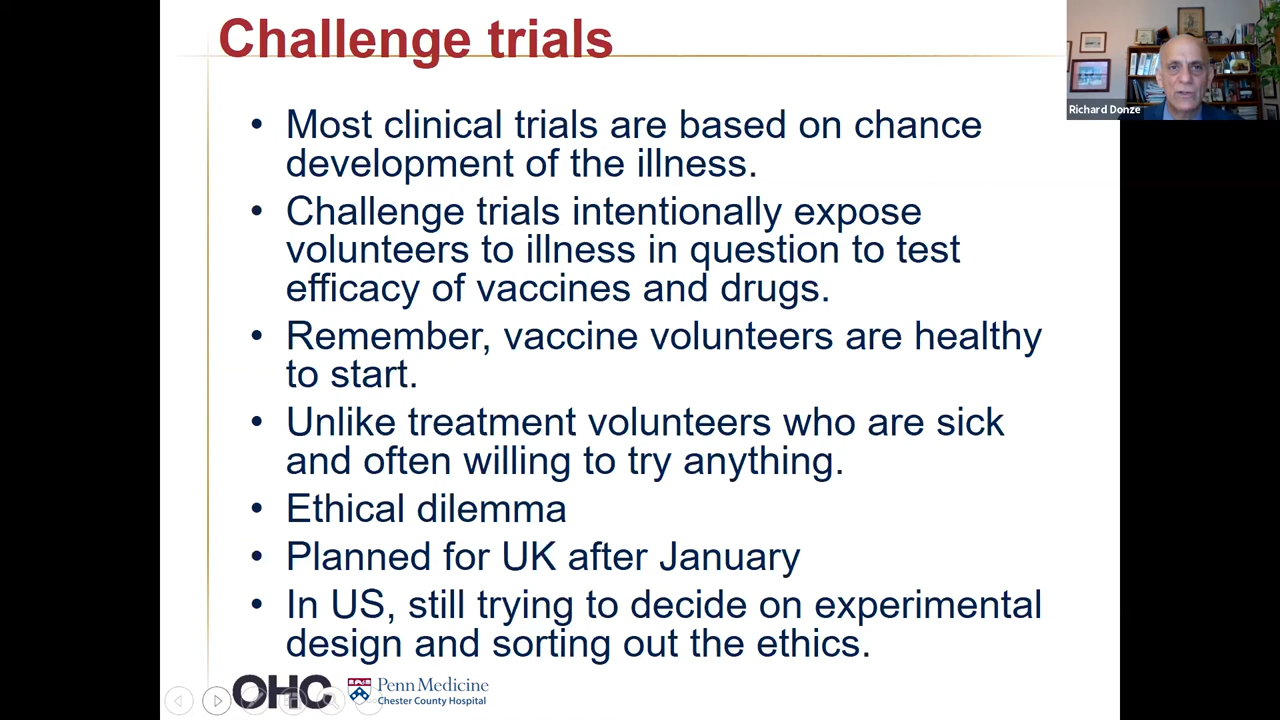 Challenge trials
Richard Donze
• Most clinical trials are based on chance
development of the illness.
• Challenge trials intentionally expose
volunteers to illness in question to test
efficacy of vaccines and drugs.
• Remember, vaccine volunteers are healthy
to start.
• Unlike treatment volunteers who are sick
and often willing to try anything.
• Ethical dilemma
• Planned for UK after January
• In US, still trying to decide on experimental
design and sorting out the ethics.
OHC
Penn Medicine
Chester County Hospital